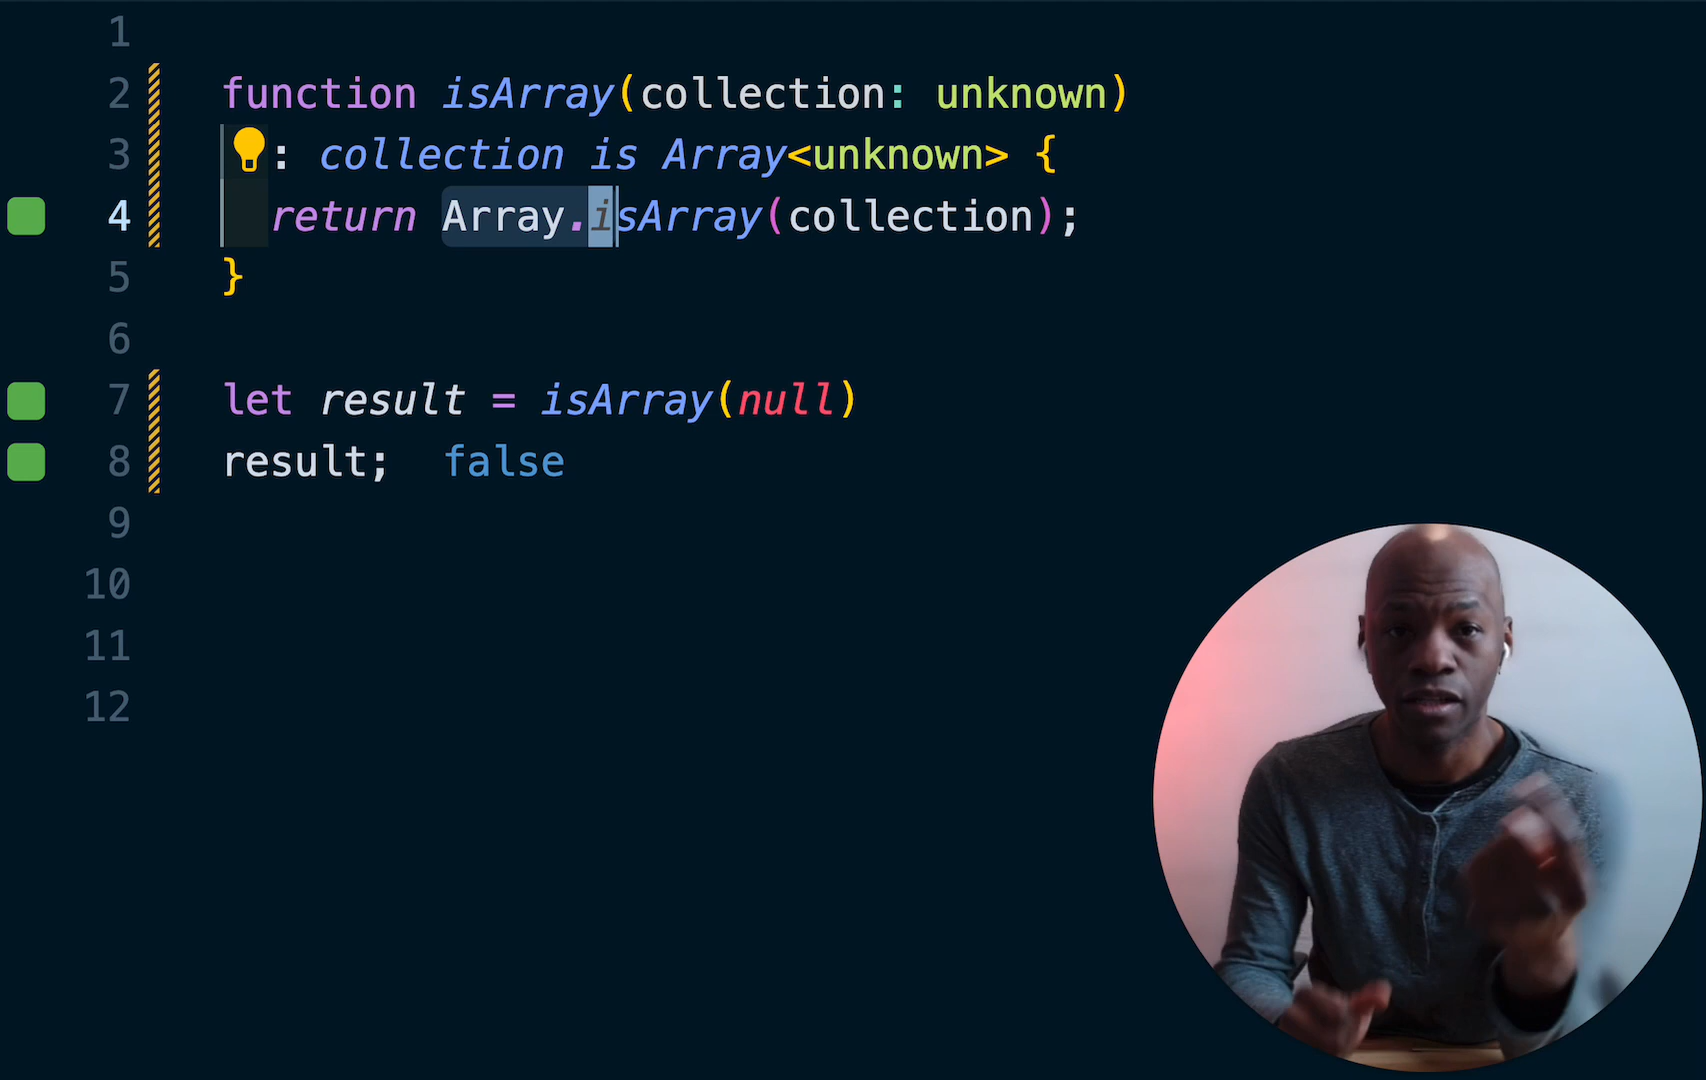 1
2 function isArray(collection: unknown)
3 : collection is Array<unknown> {
4 return Array.isArray(collection);
5 }
6
7 let result = isArray(null)
8 result; false
9
10
11
12